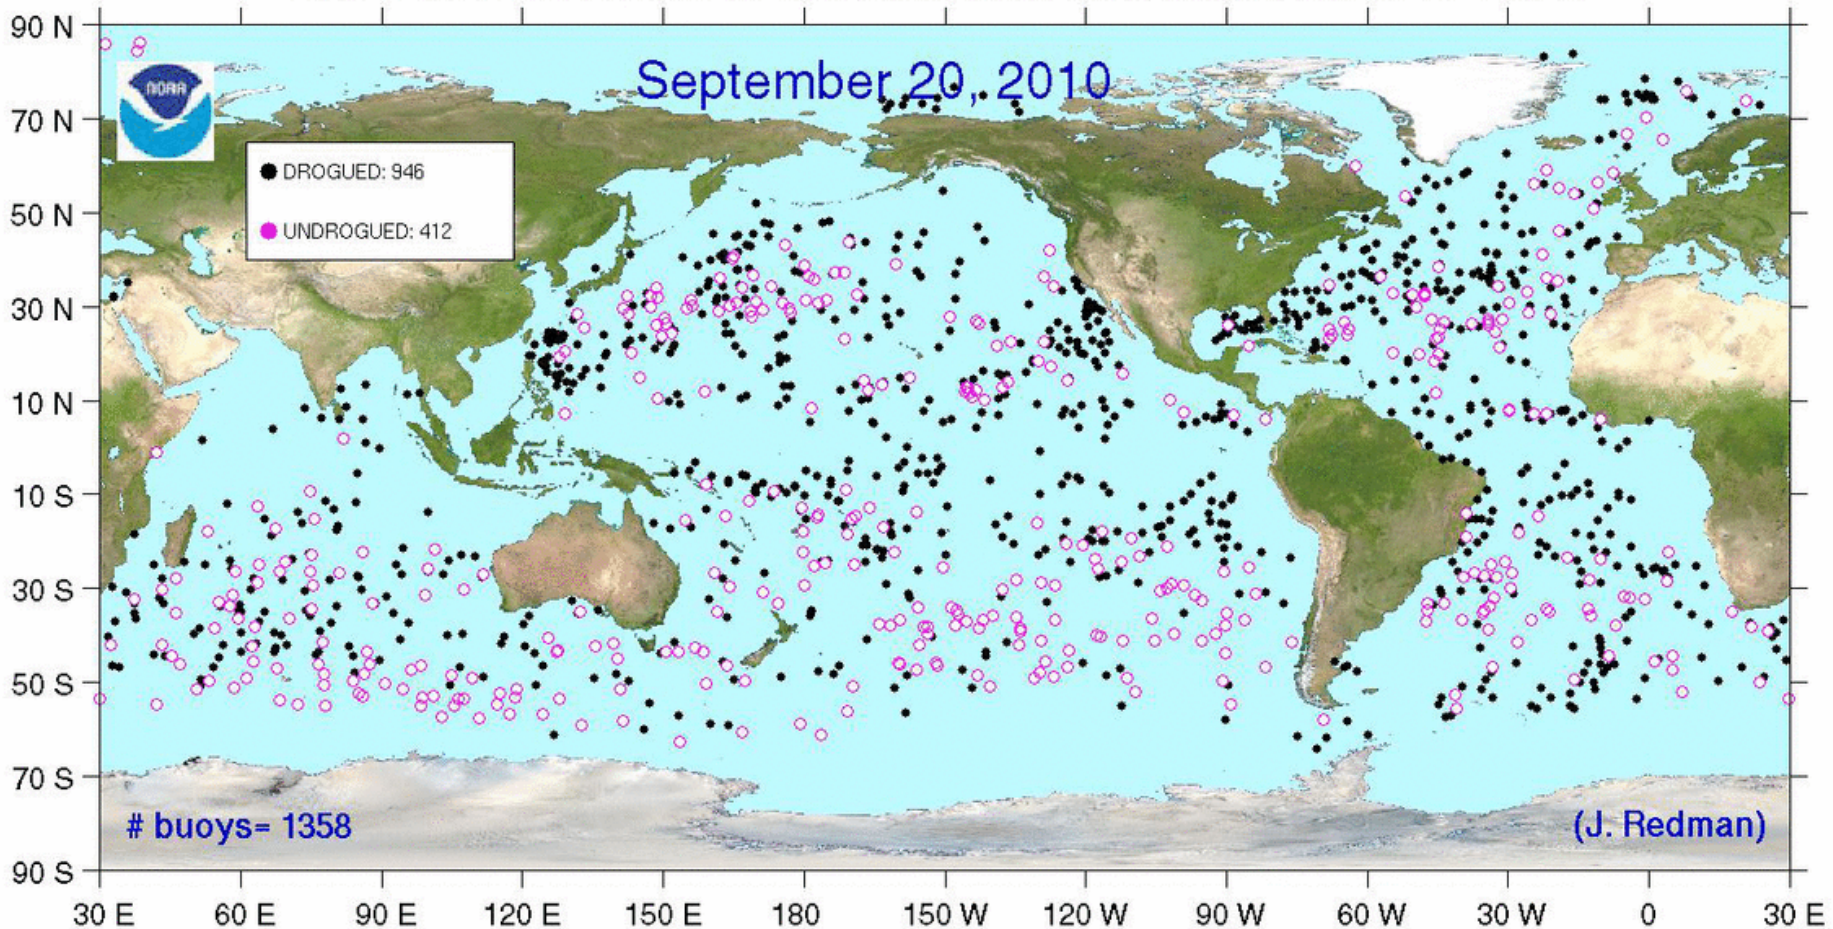 90 N
70 N
50 N
30 N
10 N
10 S
30 S
50 S
70 S
90 S
September 20, 2010
NOAA
DROGUED: 946
UNDROGUED: 412
# buoys= 1358
(J. Redman)
30 E 60 E 90 E 120 E 150 E 180 150 W 120 W 90 W 60 W 30 W 0 30 E